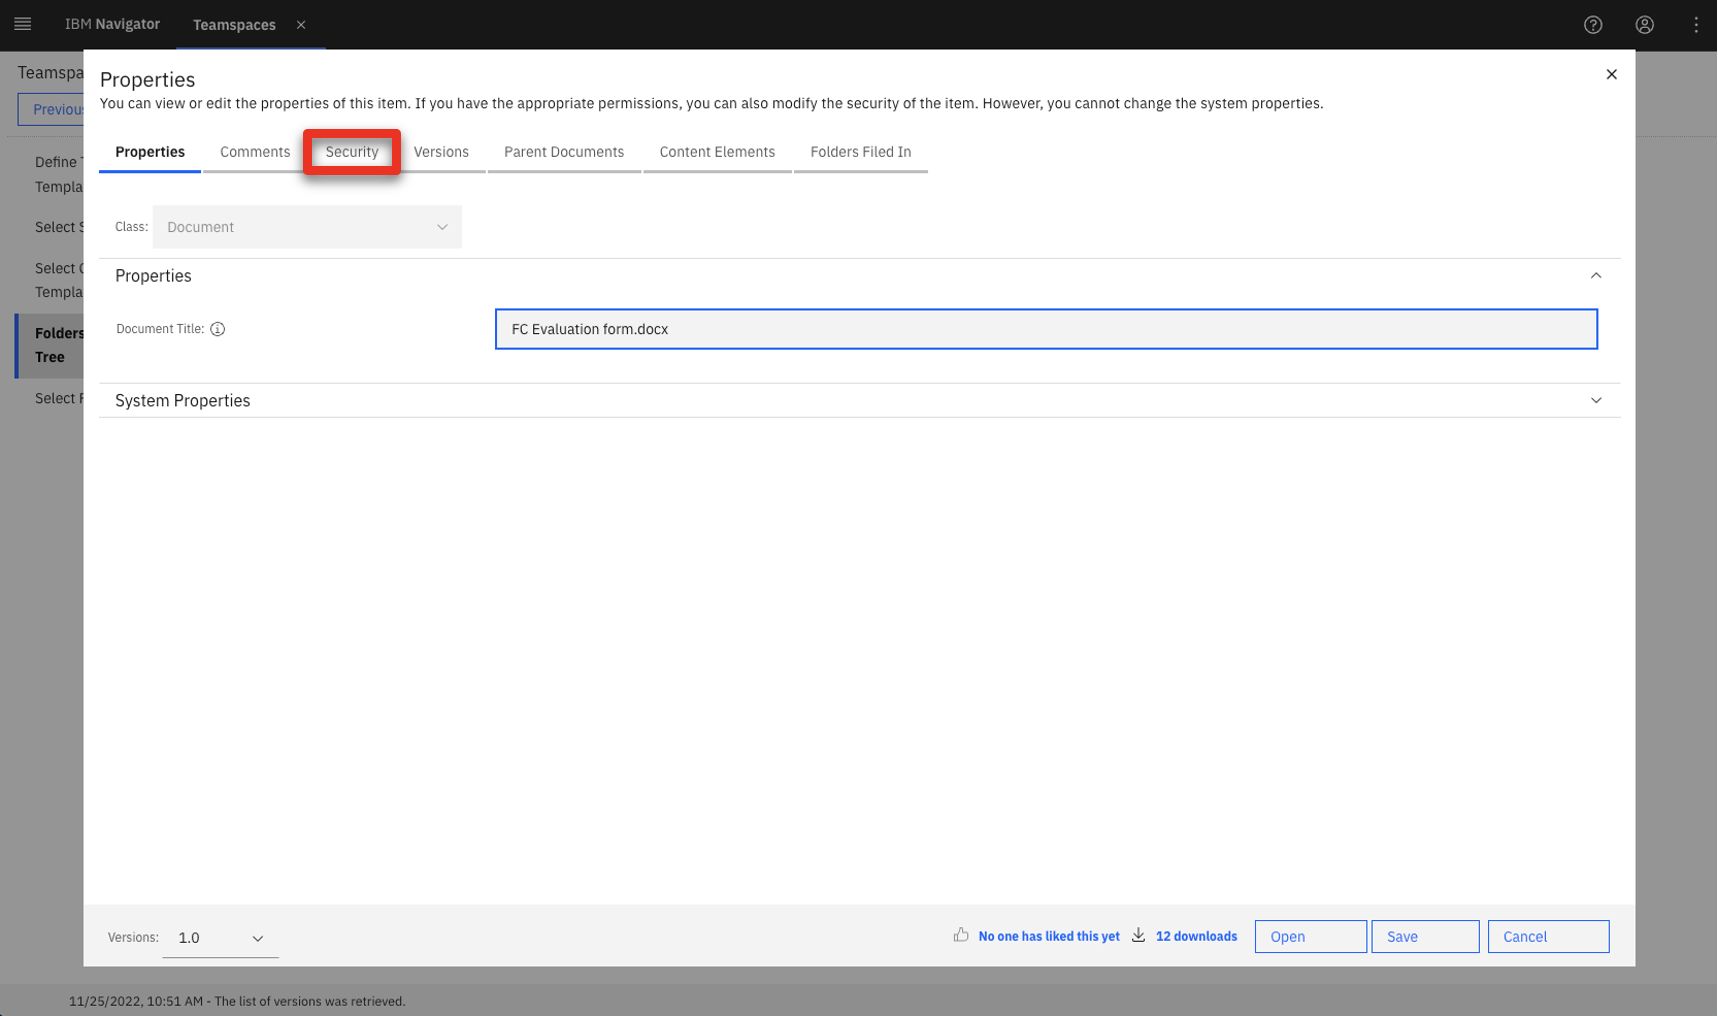 IBM Navigator
Teamspaces
Teamspa
Previou
Define T
Templa
Select S
Select C
Templa
Folders
Tree
Select F
Properties
You can view or edit the properties of this item. If you have the appropriate permissions, you can also modify the security of the item. However, you cannot change the system properties.
Properties
Comments
Security
Versions
Parent Documents
Content Elements
Folders Filed In
Class: Document
Properties
Document Title: FC Evaluation form.docx
System Properties
Versions: 1.0
No one has liked this yet
12 downloads
Open
Save
Cancel
11/25/2022, 10:51 AM - The list of versions was retrieved.